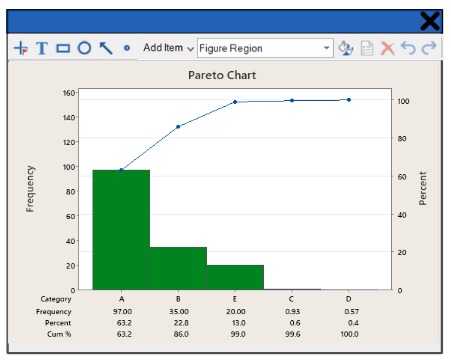 T Add Item Figure Region
Pareto Chart
160
140
120
100
80
60
40
20
0
Frequency
100
80
60
40
20
0
Percent
Category A B E C D
Frequency 97.00 35.00 20.00 0.93 0.57
Percent 63.2 22.8 13.0 0.6 0.4
Cum % 63.2 86.0 99.0 99.6 100.0